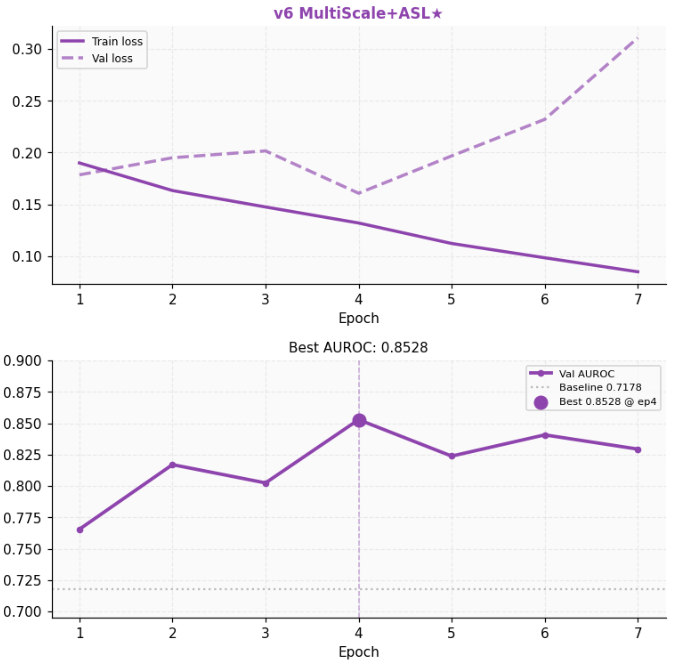 v6 MultiScale+ASL★
Train loss
Val loss
0.30
0.25
0.20
0.15
0.10
1 2 3 4 5 6 7
Epoch
Best AUROC: 0.8528
Val AUROC
Baseline 0.7178
Best 0.8528 @ ep4
0.900
0.875
0.850
0.825
0.800
0.775
0.750
0.725
0.700
1 2 3 4 5 6 7
Epoch